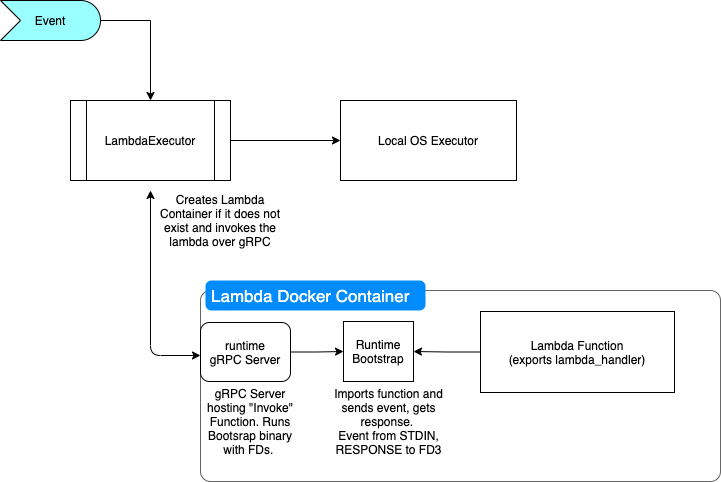 Event
LambdaExecutor
Local OS Executor
Creates Lambda
Container if it does not
exist and invokes the
lambda over gRPC
Lambda Docker Container
runtime
gRPC Server
Runtime
Bootstrap
Lambda Function
(exports lambda_handler)
gRPC Server
hosting "Invoke"
Function. Runs
Bootsrap binary
with FDs.
Imports function and
sends event, gets
response.
Event from STDIN,
RESPONSE to FD3